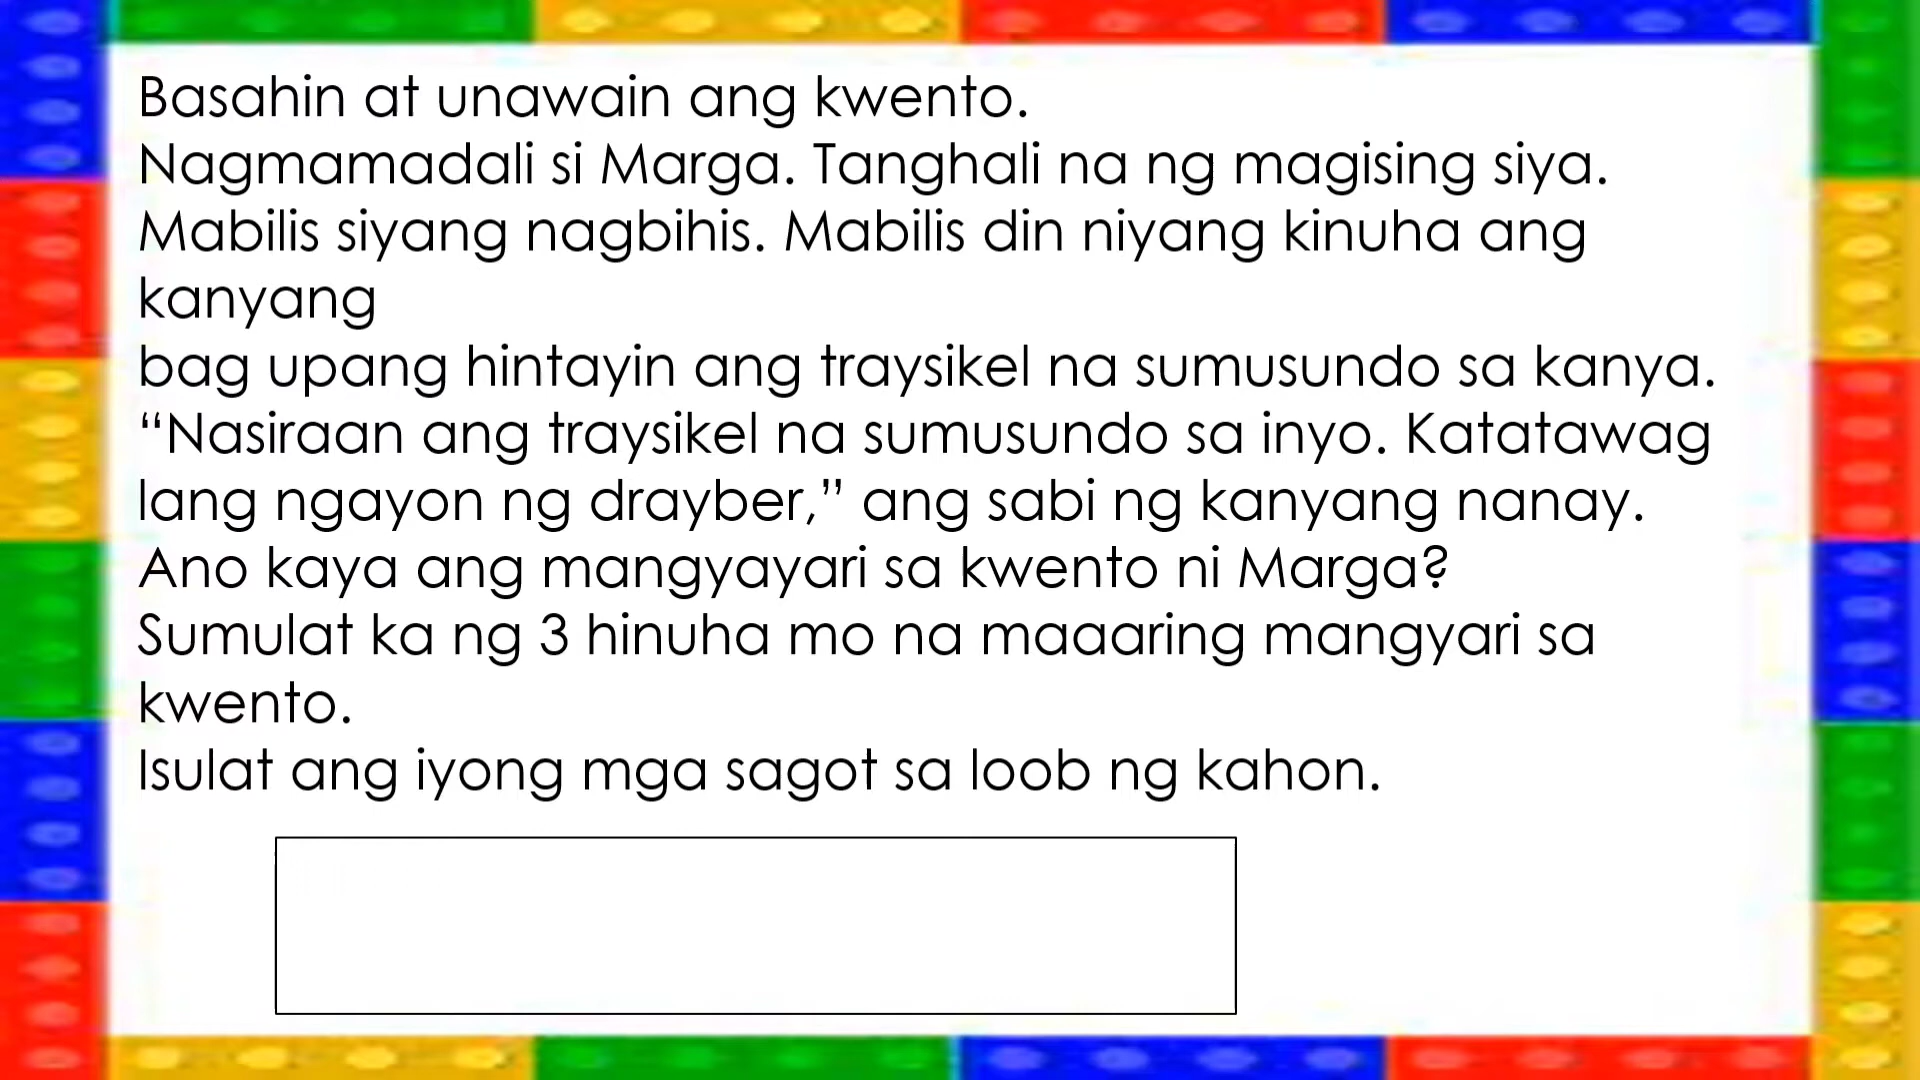 Basahin at unawain ang kwento.
Nagmamadali si Marga. Tanghali na ng magising siya.
Mabilis siyang nagbihis. Mabilis din niyang kinuha ang
kanyang
bag upang hintayin ang traysikel na sumusundo sa kanya.
“Nasiraan ang traysikel na sumusundo sa inyo. Katatawag
lang ngayon ng drayber,” ang sabi ng kanyang nanay.
Ano kaya ang mangyayari sa kwento ni Marga?
Sumulat ka ng 3 hinuha mo na maaaring mangyari sa
kwento.
Isulat ang iyong mga sagot sa loob ng kahon.